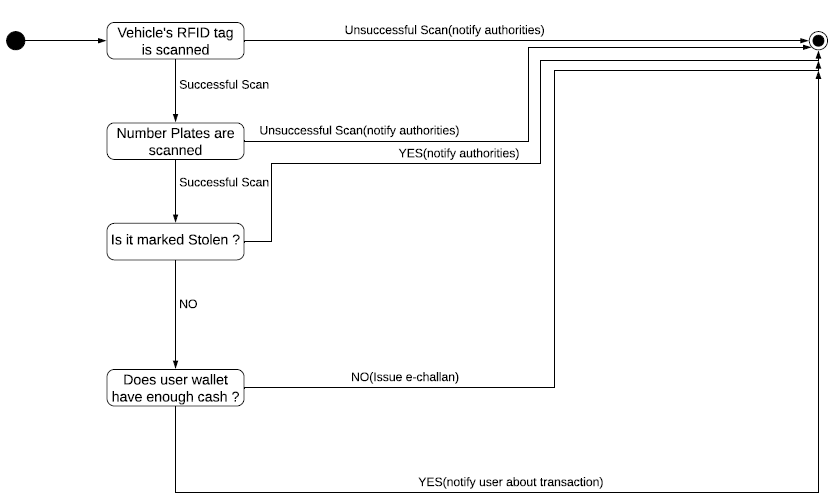 Vehicle's RFID tag
is scanned
Unsuccessful Scan(notify authorities)
Successful Scan
Number Plates are
scanned
Unsuccessful Scan(notify authorities)
YES(notify authorities)
Successful Scan
Is it marked Stolen ?
NO
Does user wallet
have enough cash ?
NO(Issue e-challan)
YES(notify user about transaction)